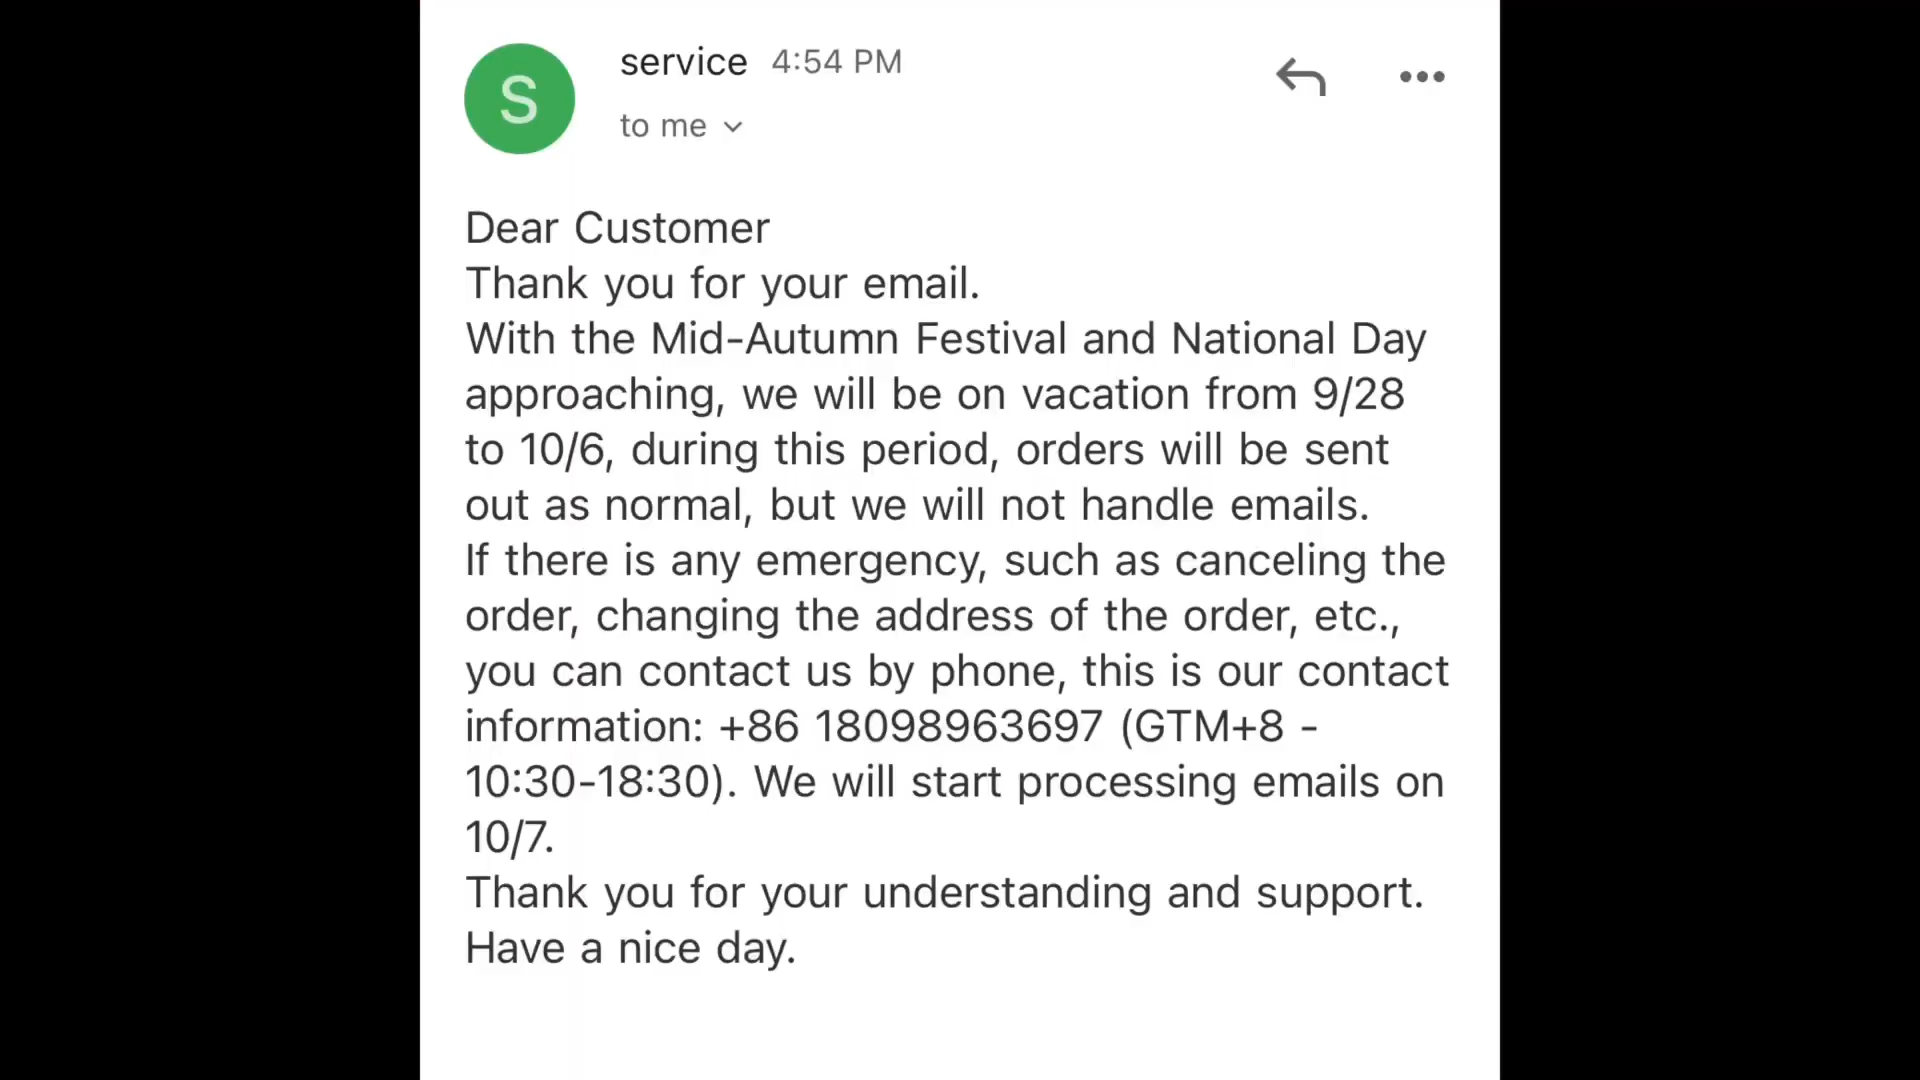 S
service 4:54 PM
to me
Dear Customer
Thank you for your email.
With the Mid-Autumn Festival and National Day
approaching, we will be on vacation from 9/28
to 10/6, during this period, orders will be sent
out as normal, but we will not handle emails.
If there is any emergency, such as canceling the
order, changing the address of the order, etc.,
you can contact us by phone, this is our contact
information: +86 18098963697 (GTM+8 -
10:30-18:30). We will start processing emails on
10/7.
Thank you for your understanding and support.
Have a nice day.